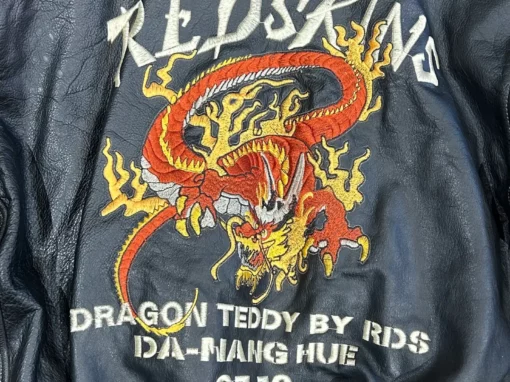 REDSKINS
DRAGON TEDDY BY RDS
DA-NANG HUE